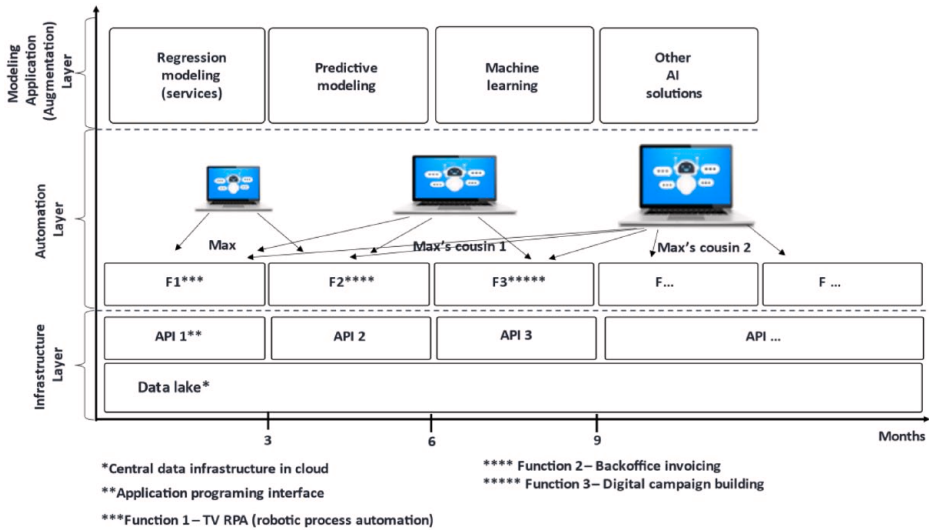 Modeling
Application
(Augmentation)
Layer
Regression
modeling
(services)
Predictive
modeling
Machine
learning
Other
AI
solutions
Automation
Layer
Max
Max's cousin 1
Max's cousin 2
F1***
F2****
F3*****
F...
F ...
Infrastructure
Layer
API 1**
API 2
API 3
API ...
Data lake*
3
6
9
Months
*Central data infrastructure in cloud
**Application programing interface
***Function 1 – TV RPA (robotic process automation)
**** Function 2 – Backoffice invoicing
***** Function 3 – Digital campaign building